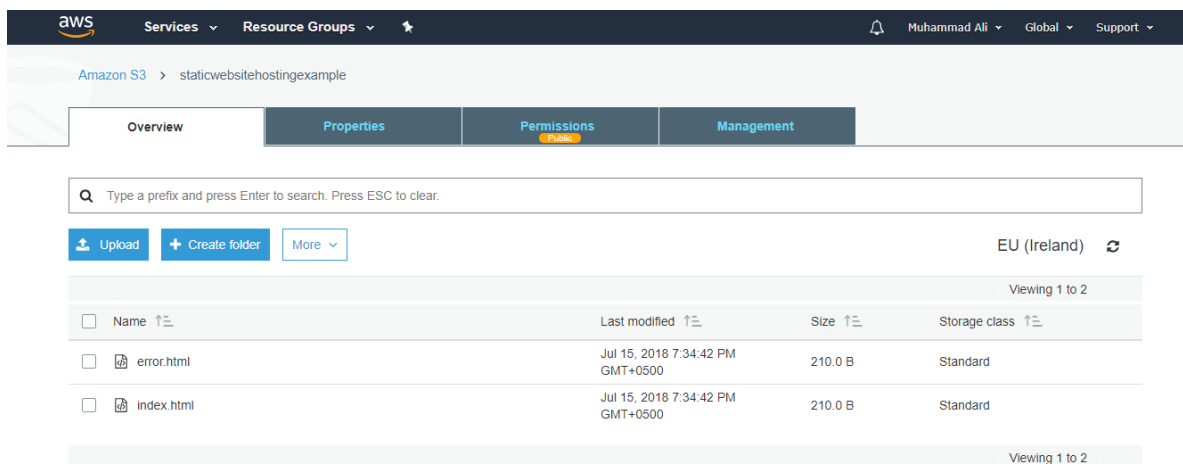 aws Services Resource Groups Muhammad Ali Global Support
Amazon S3 > staticwebsitehostingexample
Overview Properties Permissions Management
Public
Type a prefix and press Enter to search. Press ESC to clear.
Upload + Create folder More EU (Ireland)
Viewing 1 to 2
Name Last modified Size Storage class
error.html Jul 15, 2018 7:34:42 PM 210.0 B Standard
GMT+0500
index.html Jul 15, 2018 7:34:42 PM 210.0 B Standard
GMT+0500
Viewing 1 to 2